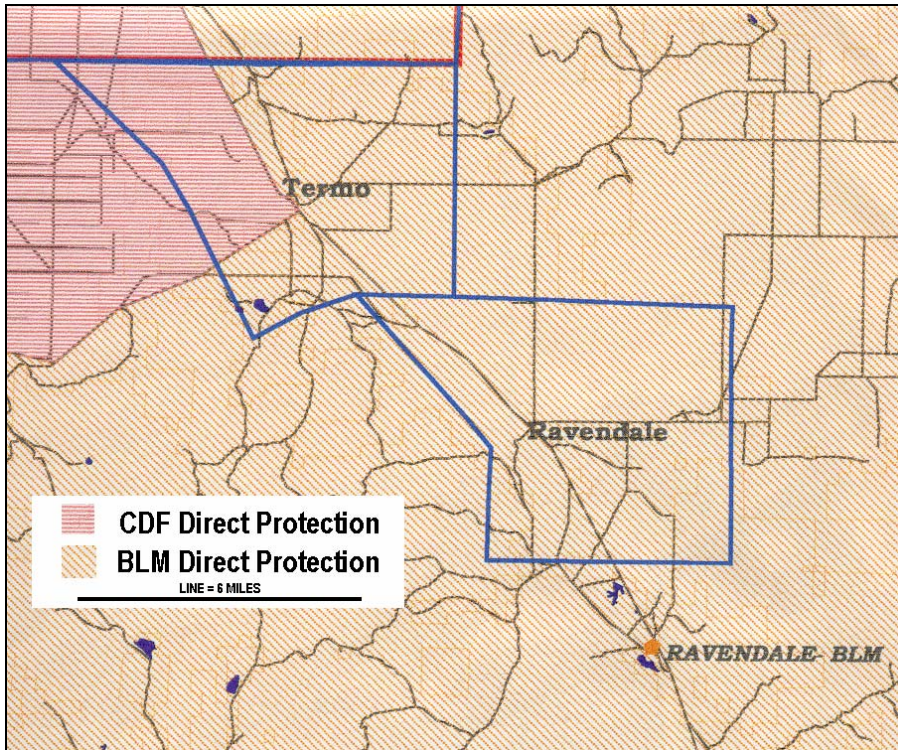 Termo
Ravendale
CDF Direct Protection
BLM Direct Protection
LINE = 6 MILES
RAVENDALE- BLM